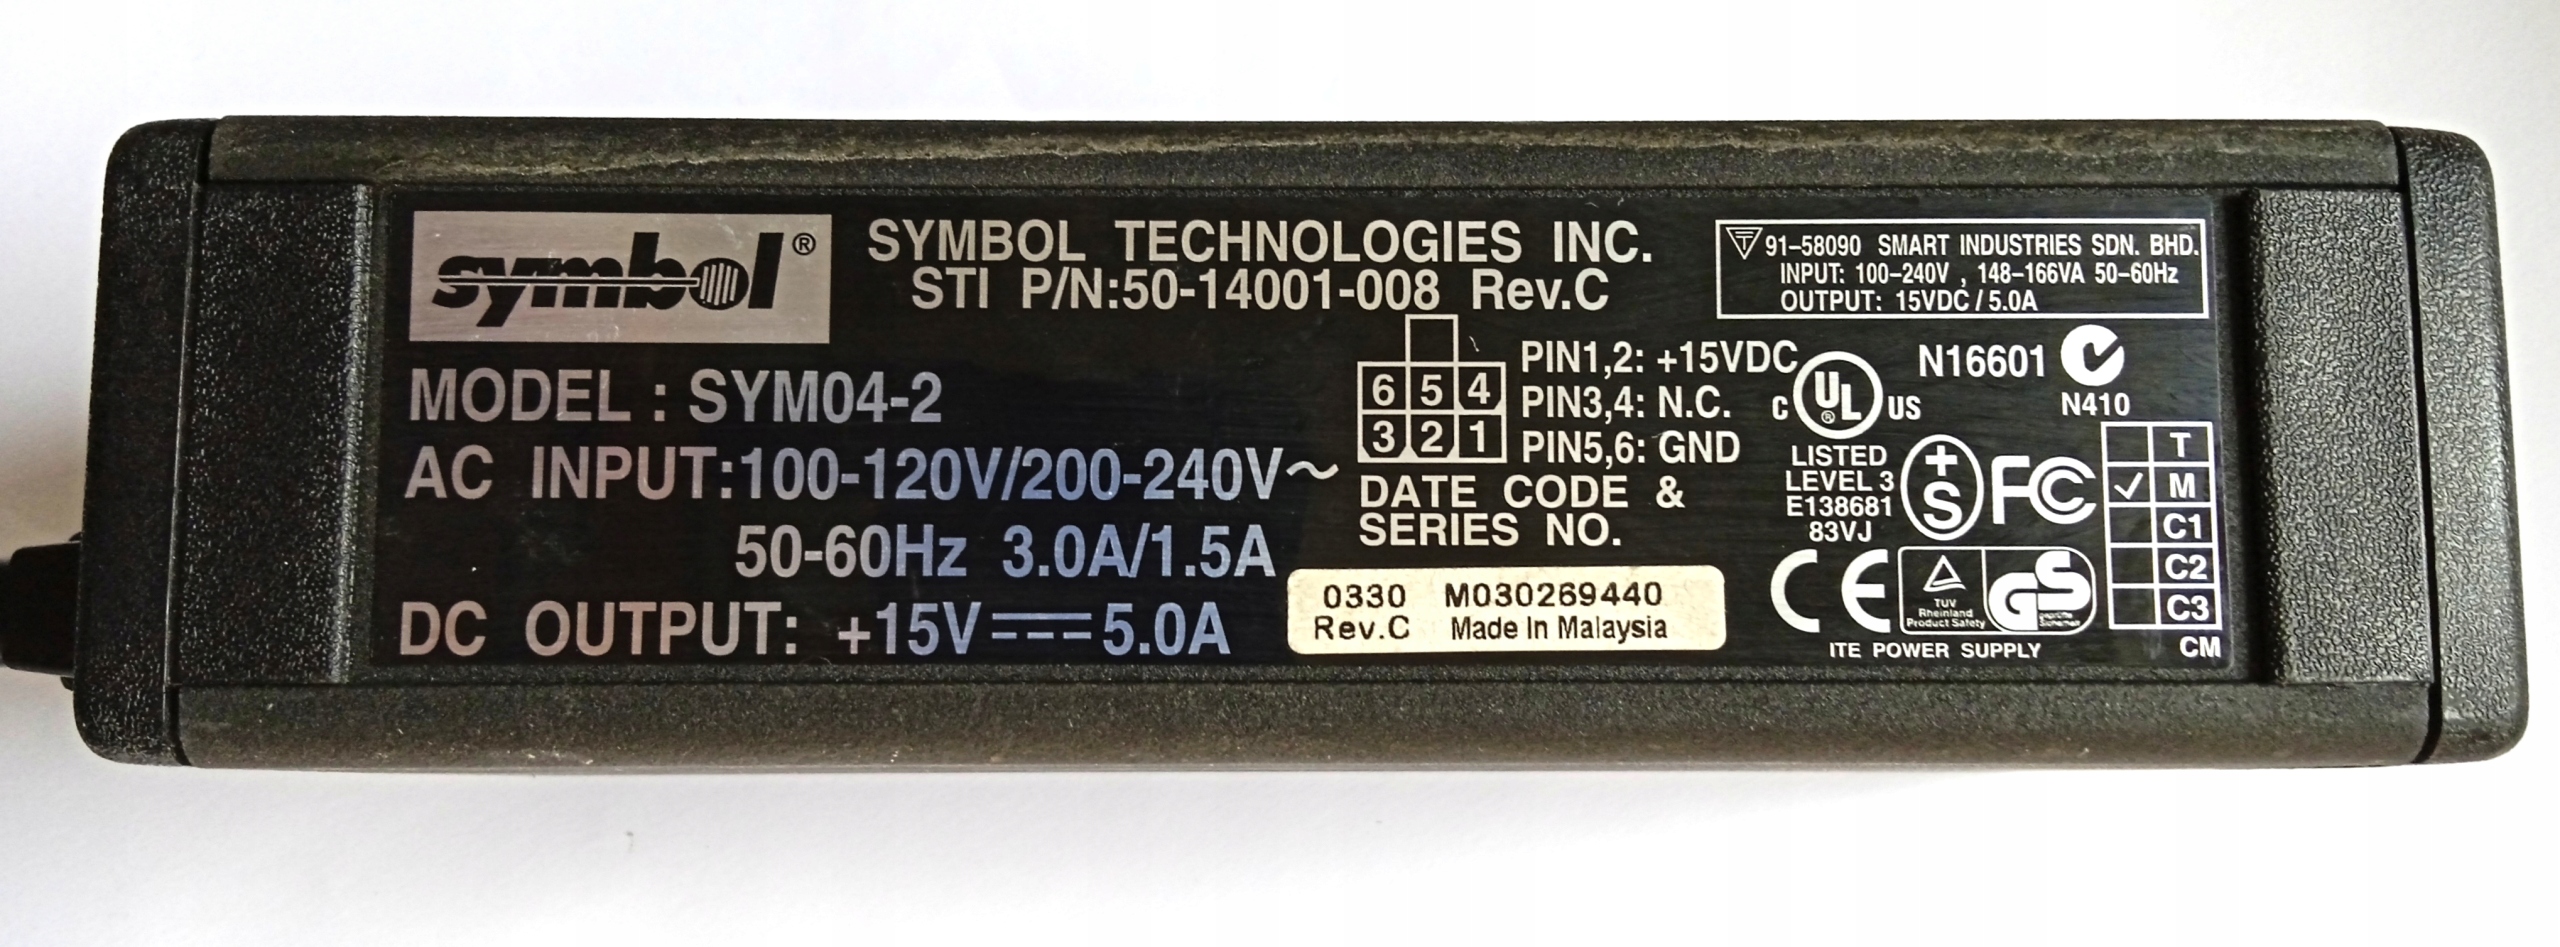 symbol®
SYMBOL TECHNOLOGIES INC.
STI P/N:50-14001-008 Rev.C
MODEL : SYM04-2
AC INPUT:100-120V/200-240V~
50-60Hz 3.0A/1.5A
DC OUTPUT: +15V⎓5.0A
6 5 4
3 2 1
PIN1,2: +15VDC
PIN3,4: N.C.
PIN5,6: GND
DATE CODE &
SERIES NO.
0330 M030269440
Rev.C Made In Malaysia
T 91-58090 SMART INDUSTRIES SDN. BHD.
INPUT: 100-240V , 148-166VA 50-60Hz
OUTPUT: 15VDC / 5.0A
C UL® US
LISTED
LEVEL 3
E138681
83VJ
N16601
N410
+S
FC
CE
TUV
Rheinland
Product Safety
GS
ITE POWER SUPPLY
T
✓ M
C1
C2
C3
CM